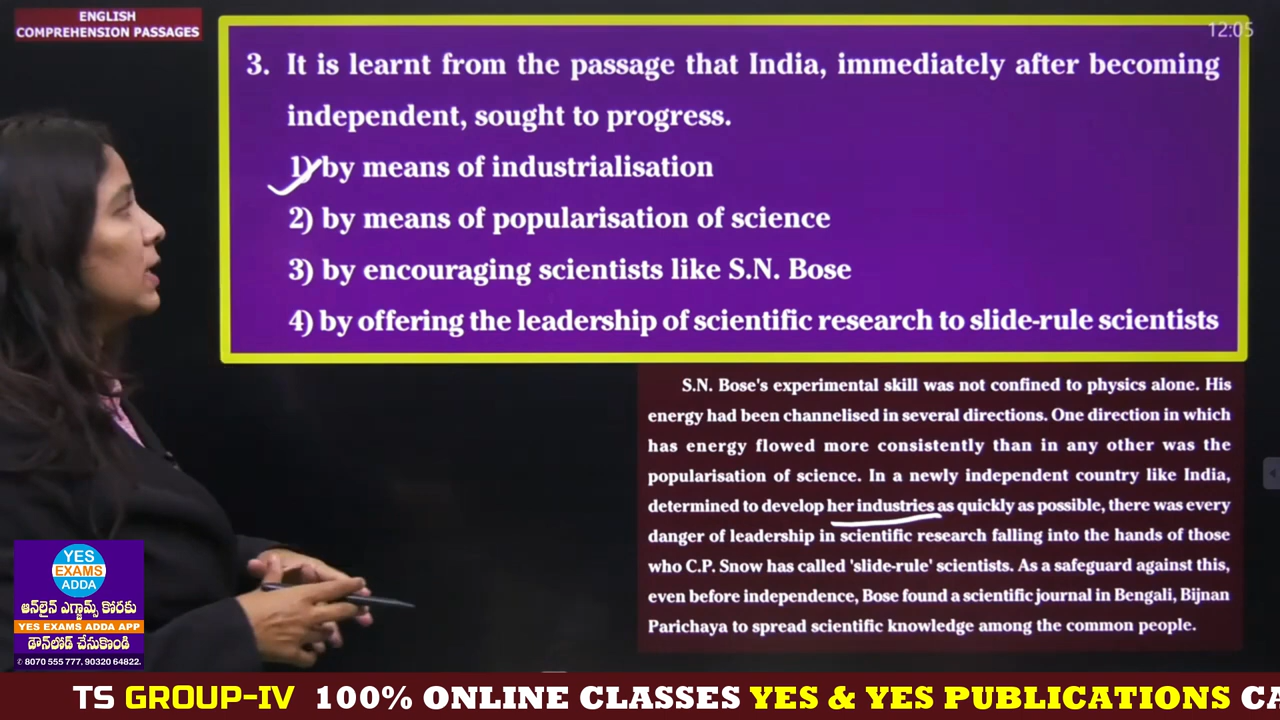 ENGLISH
COMPREHENSION PASSAGES
12:05
3. It is learnt from the passage that India, immediately after becoming
independent, sought to progress.
1) by means of industrialisation
2) by means of popularisation of science
3) by encouraging scientists like S.N. Bose
4) by offering the leadership of scientific research to slide-rule scientists
S.N. Bose's experimental skill was not confined to physics alone. His
energy had been channelised in several directions. One direction in which
has energy flowed more consistently than in any other was the
popularisation of science. In a newly independent country like India,
determined to develop her industries as quickly as possible, there was every
danger of leadership in scientific research falling into the hands of those
who C.P. Snow has called 'slide-rule' scientists. As a safeguard against this,
even before independence, Bose found a scientific journal in Bengali, Bijnan
Parichaya to spread scientific knowledge among the common people.
YES
EXAMS
ADDA
ఆన్‌లైన్ ఎగ్జామ్స్ కొరకు
YES EXAMS ADDA APP
డౌన్‌లోడ్ చేసుకొండి
8070 555 777, 90320 64822.
TS GROUP-IV 100% ONLINE CLASSES YES & YES PUBLICATIONS CA